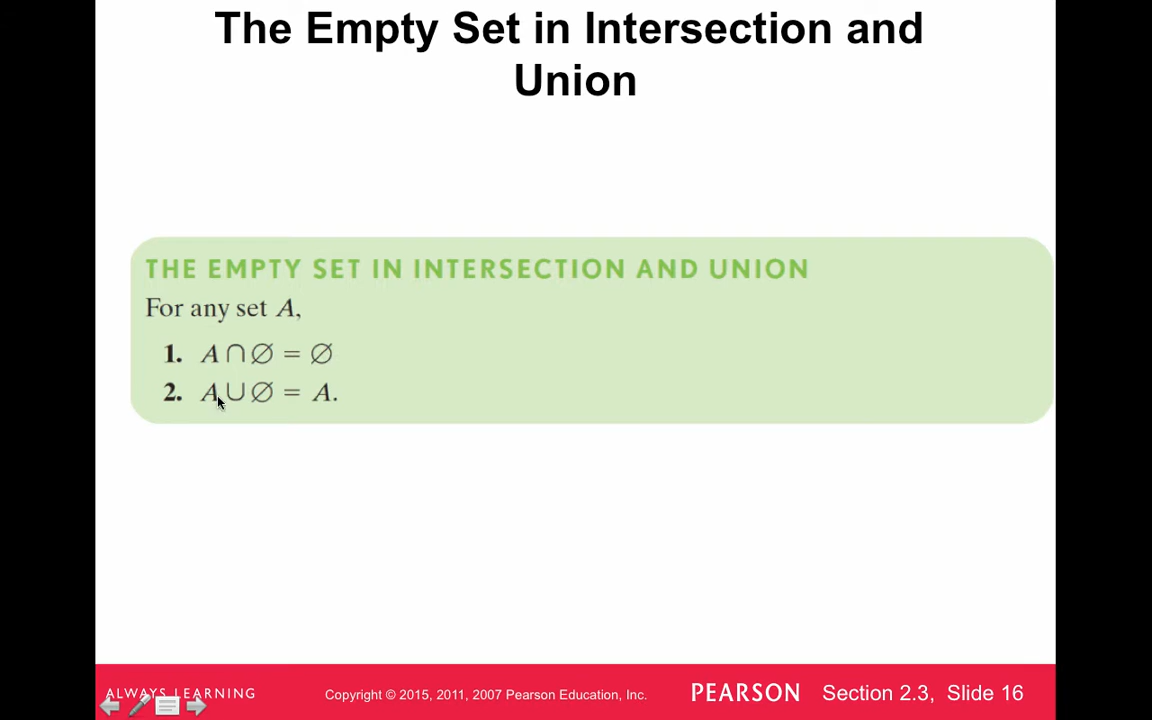 The Empty Set in Intersection and
Union
THE EMPTY SET IN INTERSECTION AND UNION
For any set A,
1. A ∩ ∅ = ∅
2. A ∪ ∅ = A.
ALWAYS LEARNING
Copyright © 2015, 2011, 2007 Pearson Education, Inc.
PEARSON
Section 2.3, Slide 16